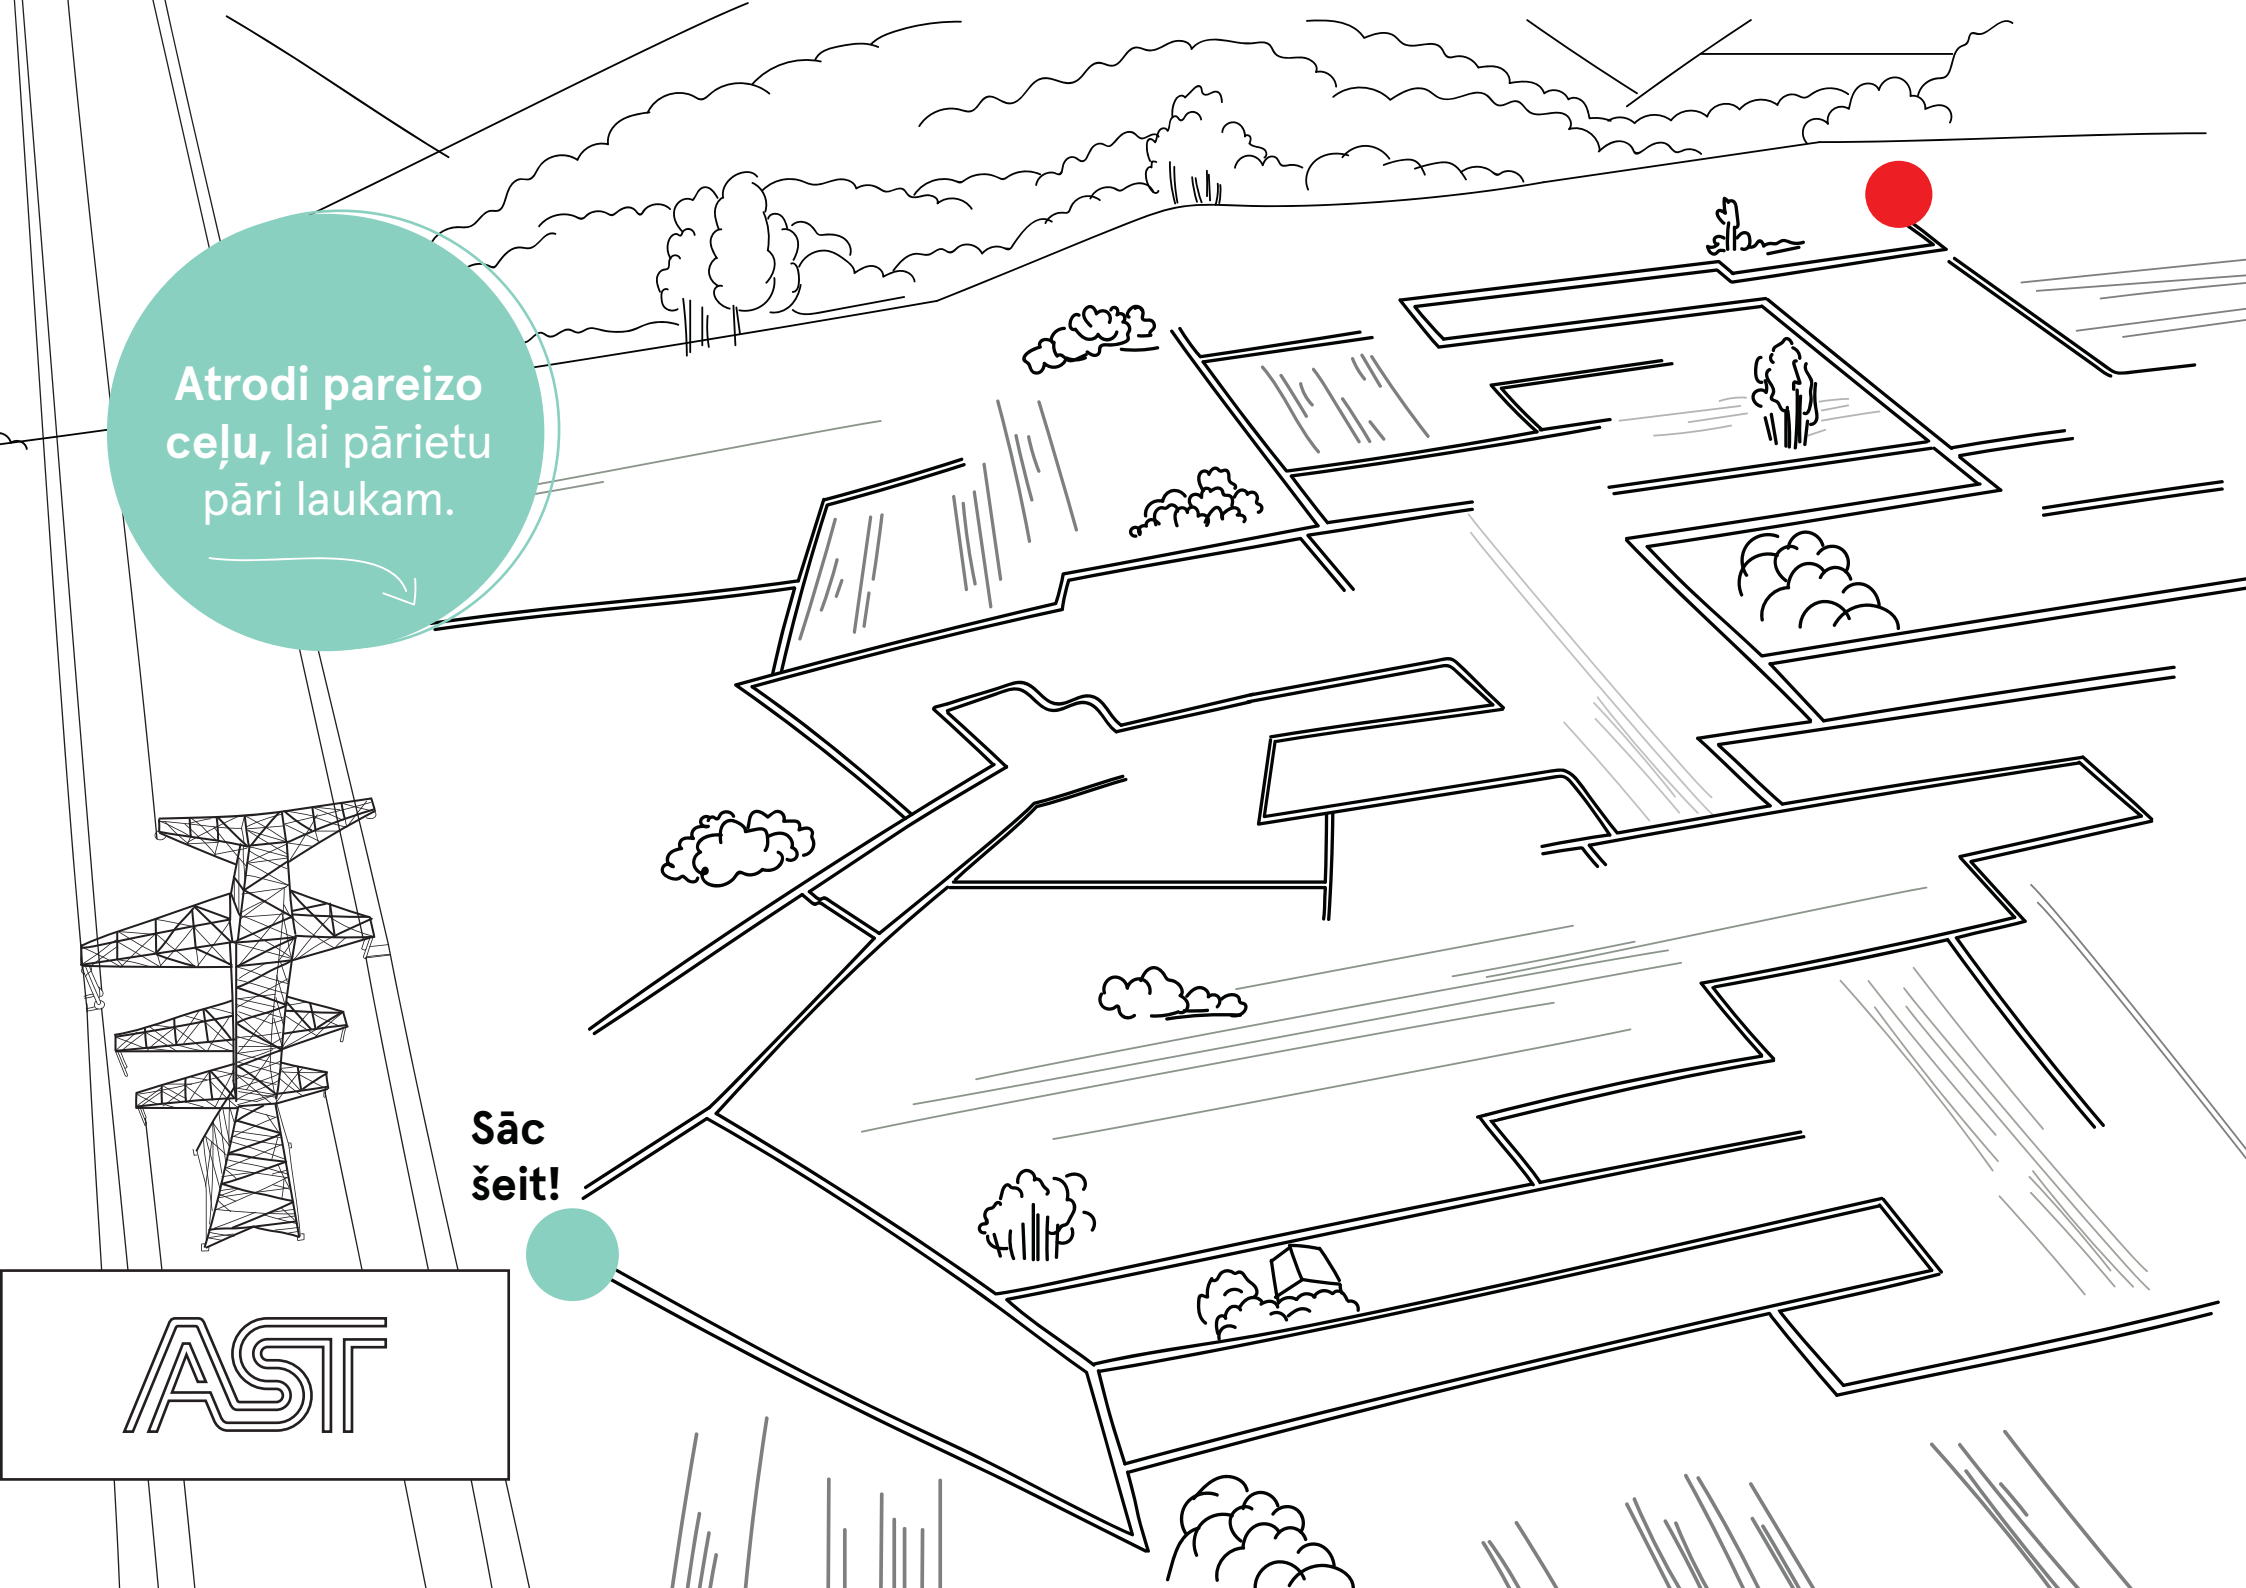 Atrodi pareizo
ceļu, lai pārietu
pāri laukam.
Sāc
šeit!
AST